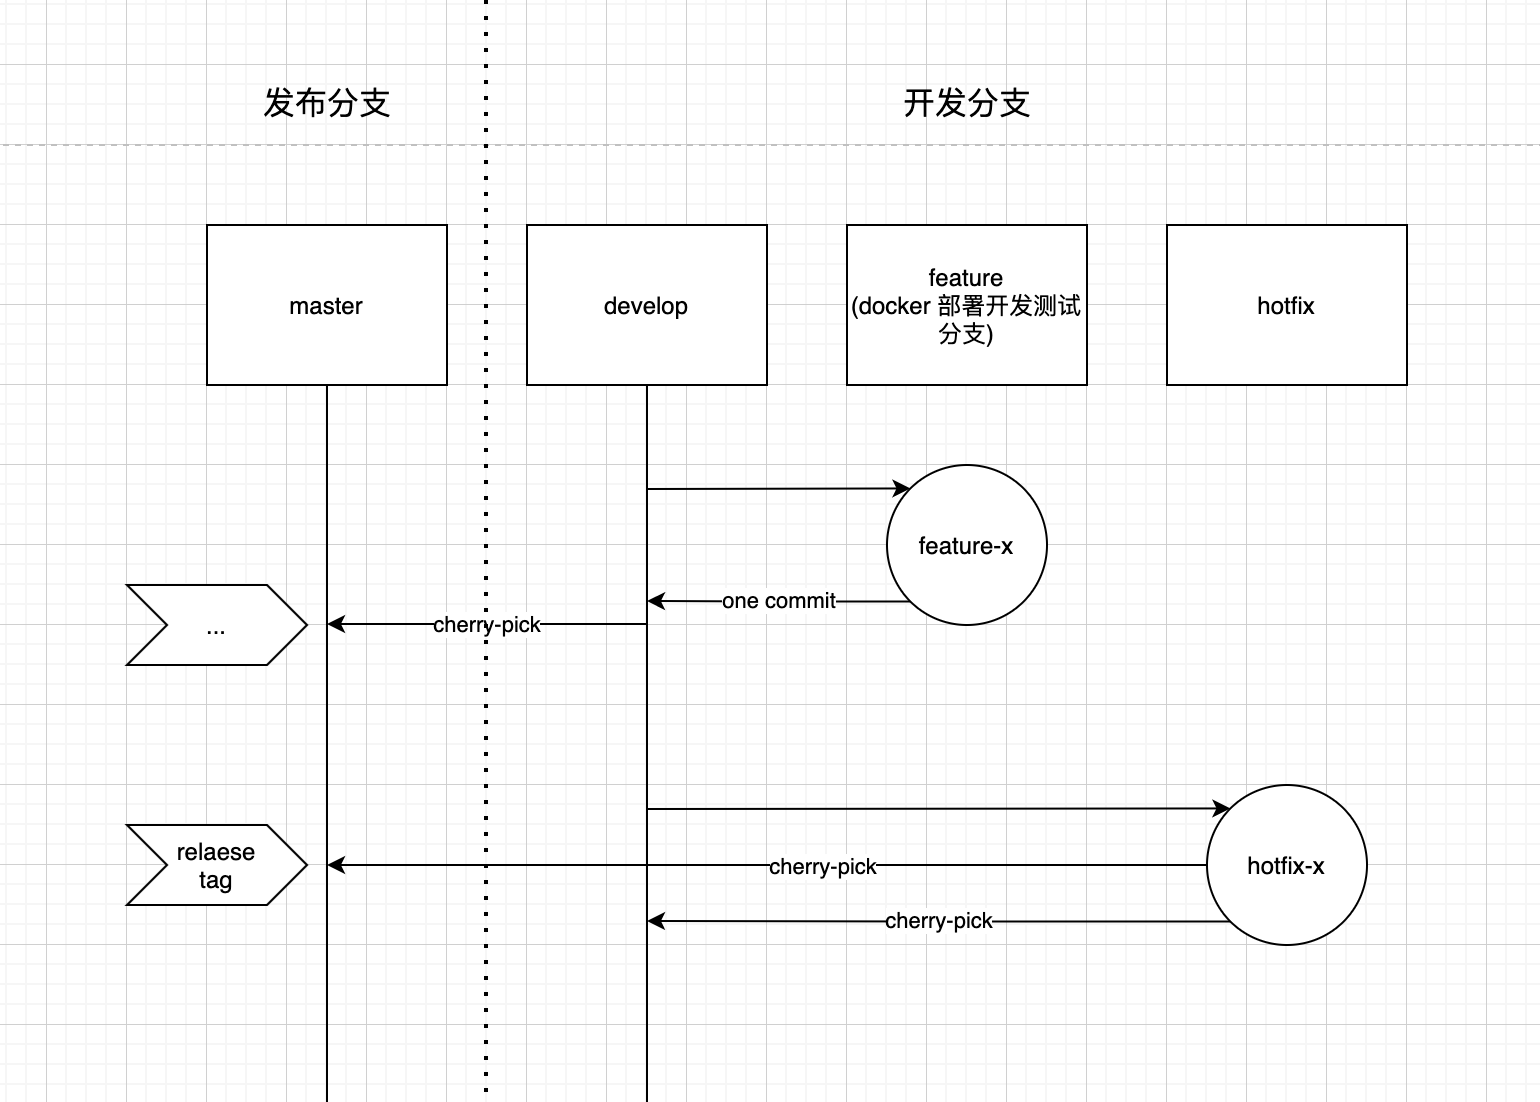 发布分支
开发分支
master
develop
feature
(docker 部署开发测试
分支)
hotfix
feature-x
one commit
cherry-pick
...
hotfix-x
relaese
tag
cherry-pick
cherry-pick